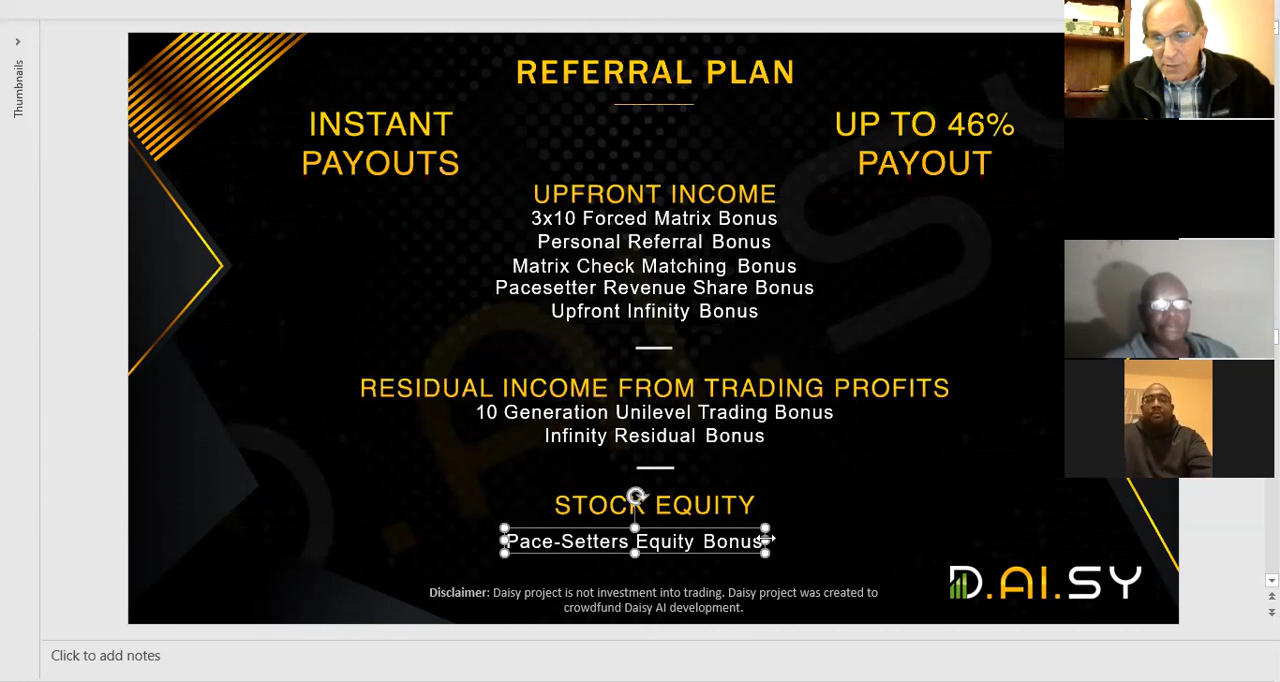 Thumbnails
REFERRAL PLAN
INSTANT
PAYOUTS
UP TO 46%
PAYOUT
UPFRONT INCOME
3x10 Forced Matrix Bonus
Personal Referral Bonus
Matrix Check Matching Bonus
Pacesetter Revenue Share Bonus
Upfront Infinity Bonus
RESIDUAL INCOME FROM TRADING PROFITS
10 Generation Unilevel Trading Bonus
Infinity Residual Bonus
STOCK EQUITY
Pace-Setters Equity Bonus
Disclaimer: Daisy project is not investment into trading. Daisy project was created to
crowdfund Daisy AI development.
D.AI.SY
Click to add notes